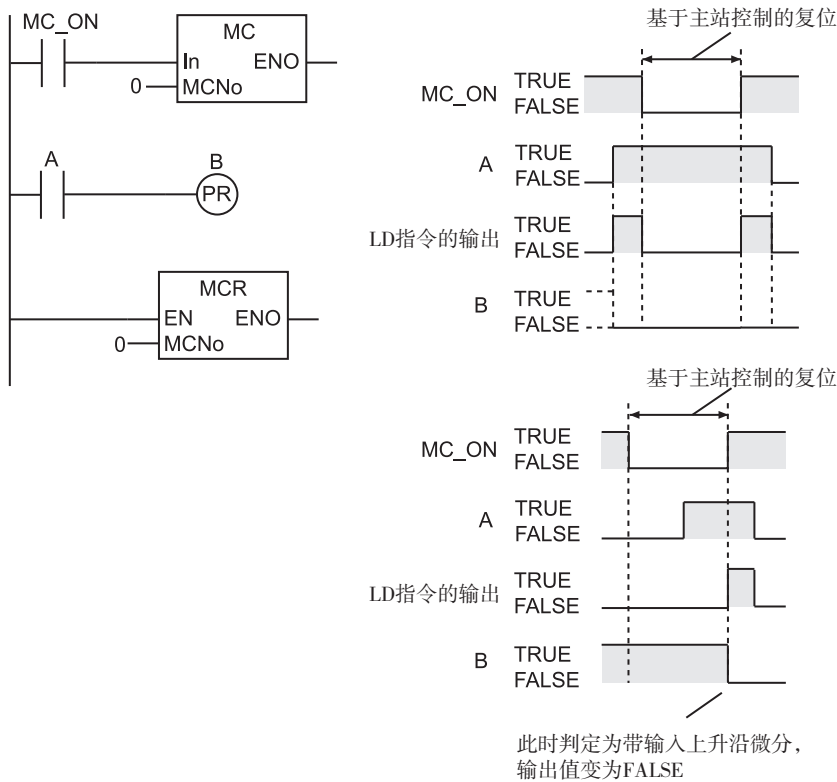 MC_ON
MC
In ENO
0 MCNo
A
B
PR
MCR
EN ENO
0 MCNo
基于主站控制的复位
MC_ON TRUE
FALSE
A TRUE
FALSE
LD指令的输出 TRUE
FALSE
B TRUE
FALSE
基于主站控制的复位
MC_ON TRUE
FALSE
A TRUE
FALSE
LD指令的输出 TRUE
FALSE
B TRUE
FALSE
此时判定为带输入上升沿微分，
输出值变为FALSE